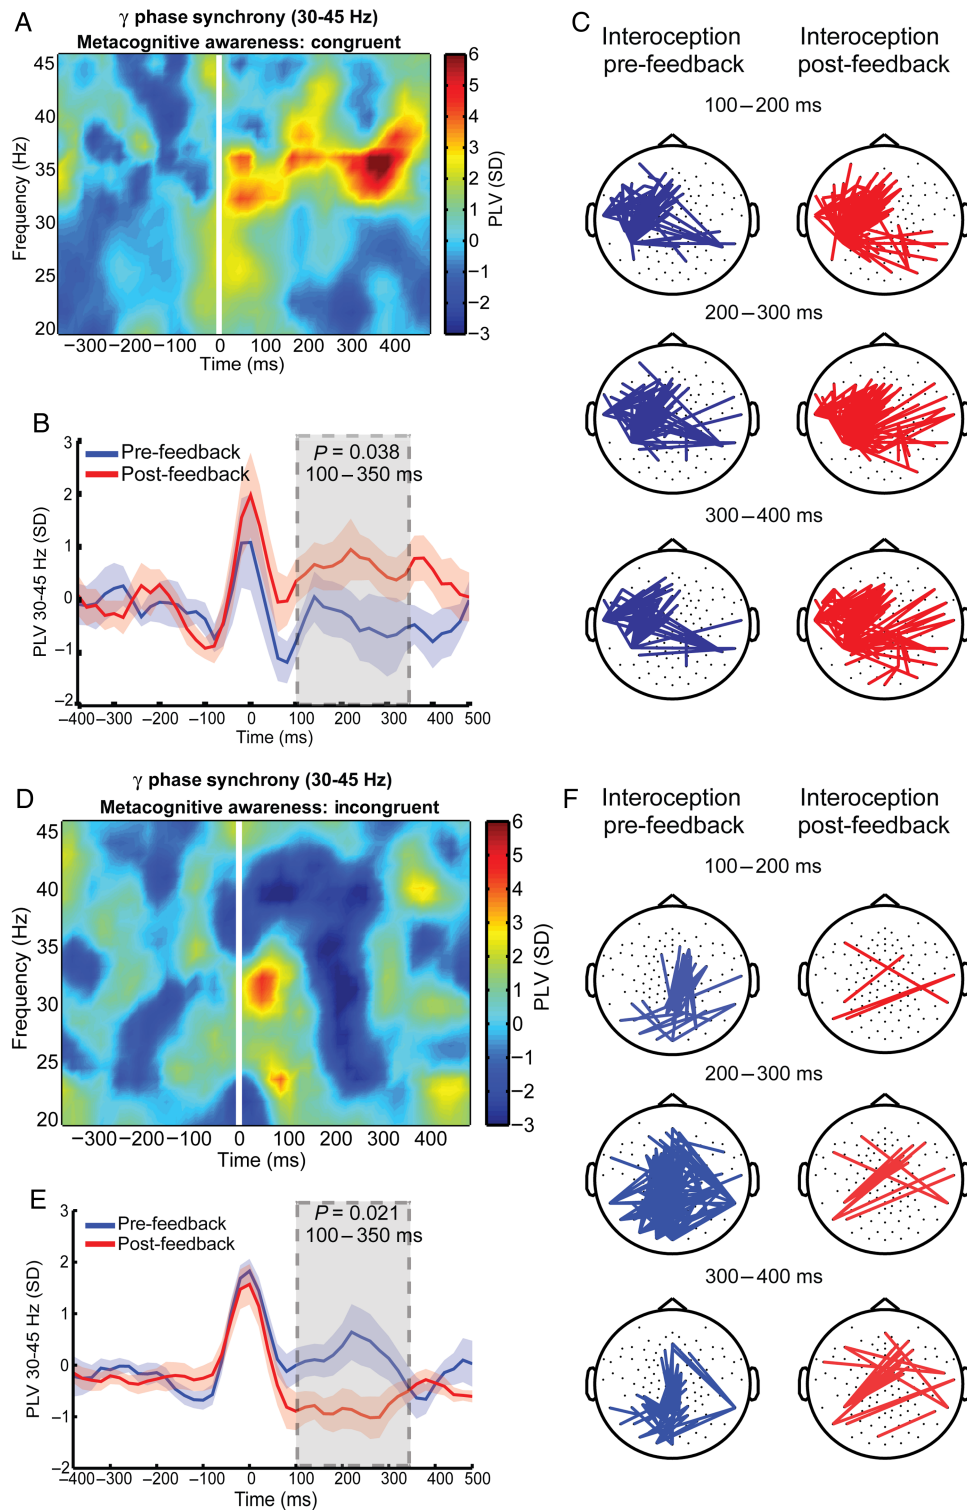 A
γ phase synchrony (30-45 Hz)
Metacognitive awareness: congruent
45
40
35
30
25
20
Frequency (Hz)
−300 −200 −100 0 100 200 300 400
Time (ms)
6
5
4
3
2
1
0
−1
−2
−3
PLV (SD)
B
3
2
1
0
−1
−2
PLV 30-45 Hz (SD)
Pre-feedback
Post-feedback
P = 0.038
100–350 ms
−400 −300 −200 −100 0 100 200 300 400 500
Time (ms)
C
Interoception
pre-feedback
Interoception
post-feedback
100–200 ms
200–300 ms
300–400 ms
D
γ phase synchrony (30-45 Hz)
Metacognitive awareness: incongruent
45
40
35
30
25
20
Frequency (Hz)
−300 −200 −100 0 100 200 300 400
Time (ms)
6
5
4
3
2
1
0
−1
−2
−3
PLV (SD)
E
3
2
1
0
−1
−2
PLV 30-45 Hz (SD)
Pre-feedback
Post-feedback
P = 0.021
100–350 ms
−400 −300 −200 −100 0 100 200 300 400 500
Time (ms)
F
Interoception
pre-feedback
Interoception
post-feedback
100–200 ms
200–300 ms
300–400 ms